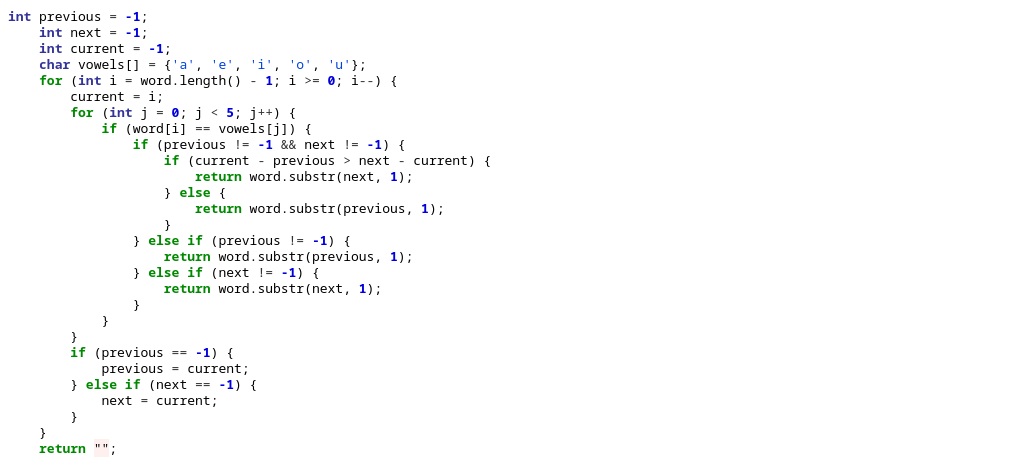 int previous = -1;
    int next = -1;
    int current = -1;
    char vowels[] = {'a', 'e', 'i', 'o', 'u'};
    for (int i = word.length() - 1; i >= 0; i--) {
        current = i;
        for (int j = 0; j < 5; j++) {
            if (word[i] == vowels[j]) {
                if (previous != -1 && next != -1) {
                    if (current - previous > next - current) {
                        return word.substr(next, 1);
                    } else {
                        return word.substr(previous, 1);
                    }
                } else if (previous != -1) {
                    return word.substr(previous, 1);
                } else if (next != -1) {
                    return word.substr(next, 1);
                }
            }
        }
        if (previous == -1) {
            previous = current;
        } else if (next == -1) {
            next = current;
        }
    }
    return "";